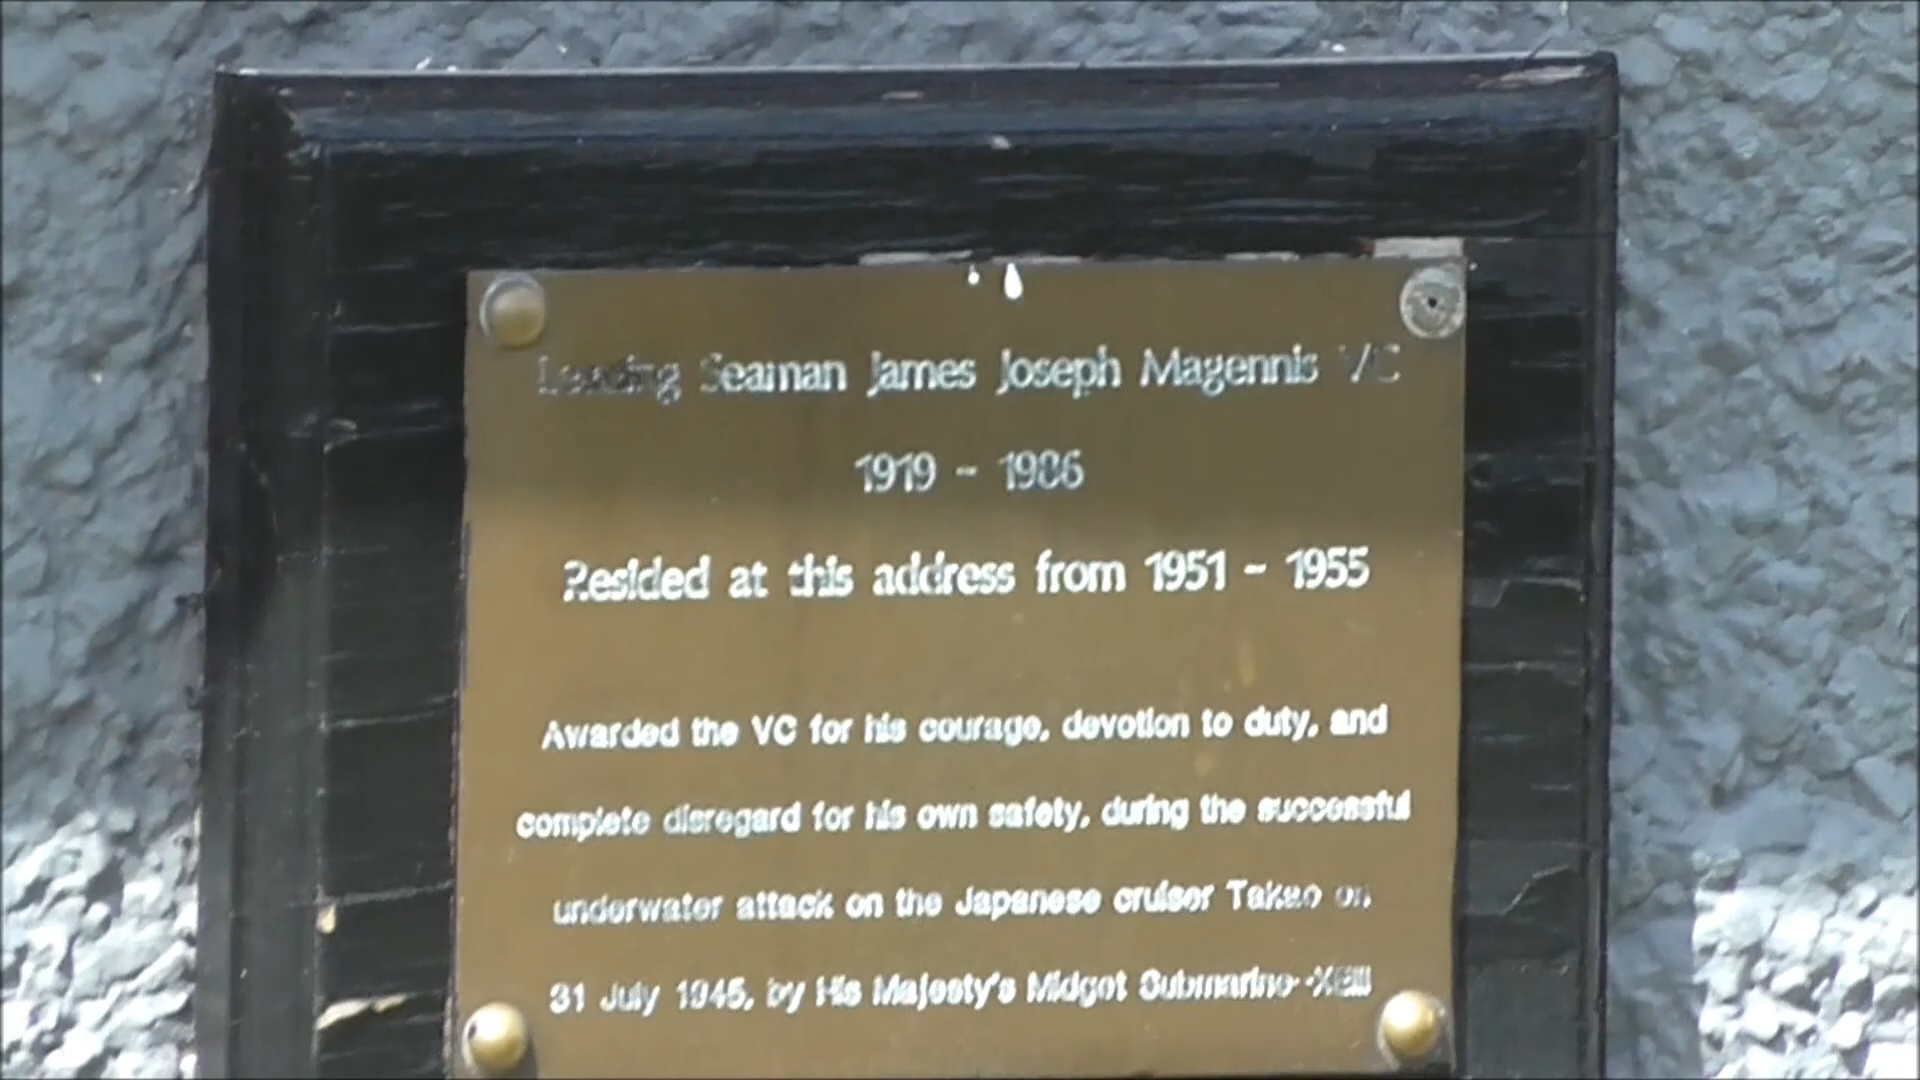 Leading Seaman James Joseph Magennis VC
1919 - 1986
Resided at this address from 1951 - 1955
Awarded the VC for his courage, devotion to duty, and
complete disregard for his own safety, during the successful
underwater attack on the Japanese cruiser Takao on
31 July 1945, by His Majesty's Midget Submarine